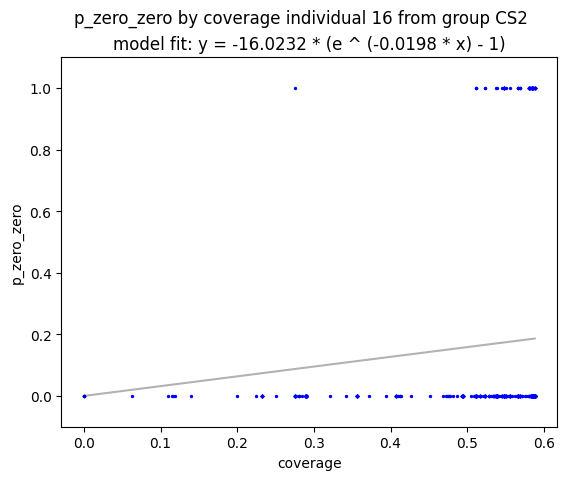 p_zero_zero by coverage individual 16 from group CS2
model fit: y = -16.0232 * (e ^ (-0.0198 * x) - 1)
1.0
0.8
0.6
0.4
0.2
0.0
p_zero_zero
0.0 0.1 0.2 0.3 0.4 0.5 0.6
coverage